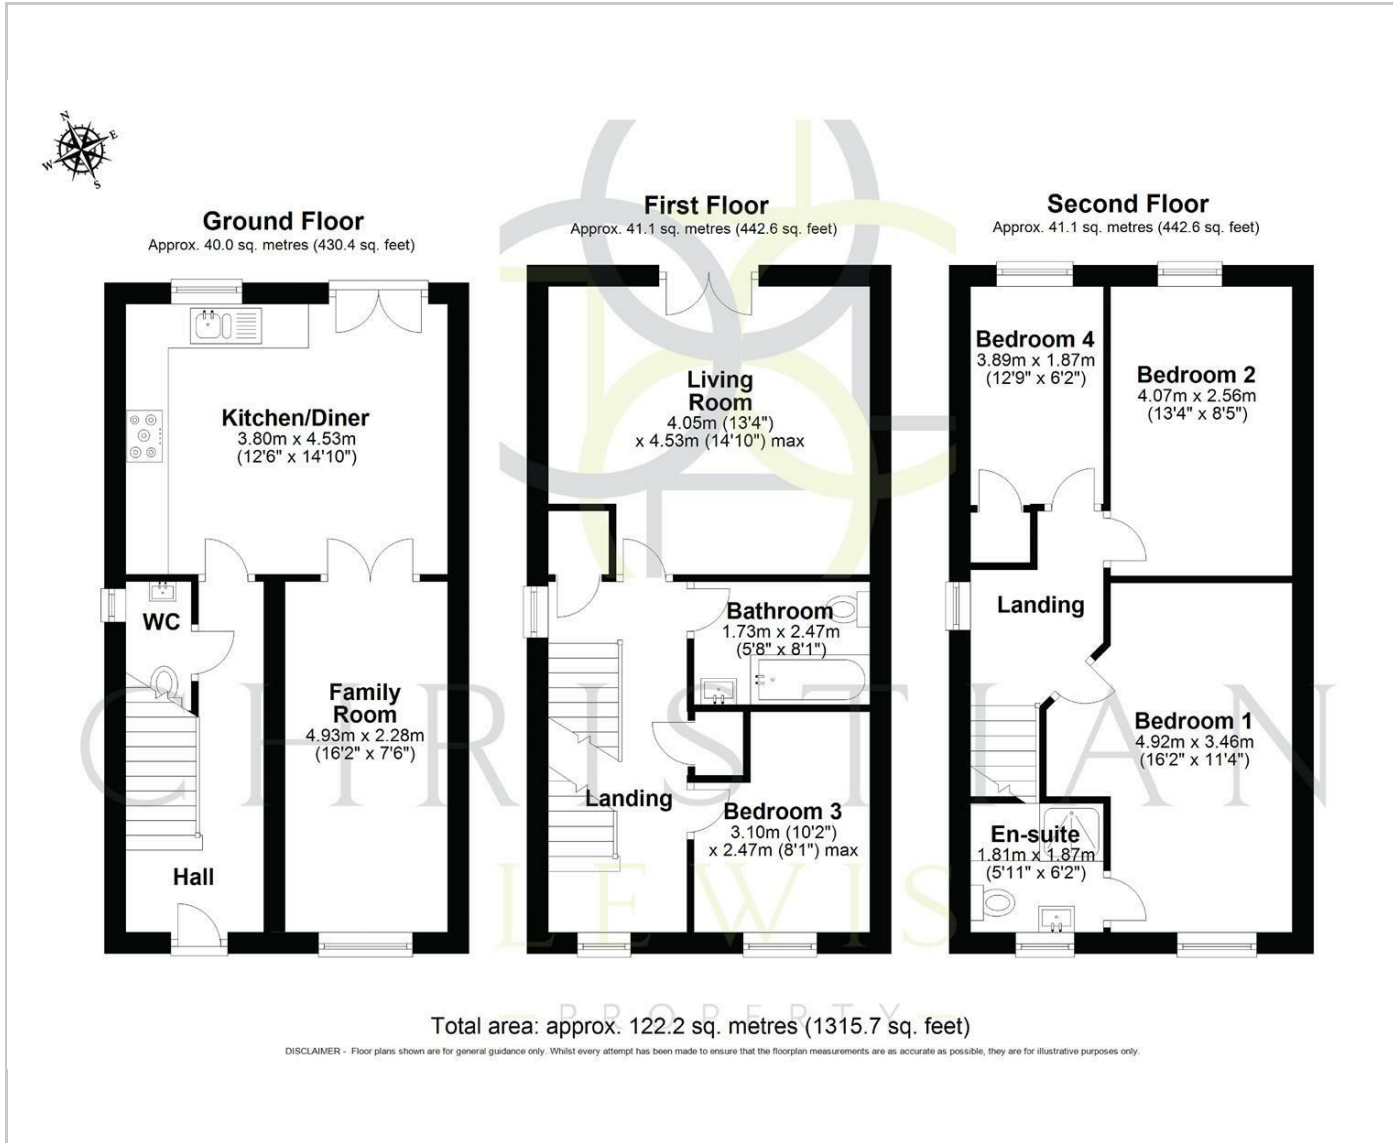 N
E
W
S
Ground Floor
Approx. 40.0 sq. metres (430.4 sq. feet)
Kitchen/Diner
3.80m x 4.53m
(12'6" x 14'10")
WC
Family
Room
4.93m x 2.28m
(16'2" x 7'6")
Hall
First Floor
Approx. 41.1 sq. metres (442.6 sq. feet)
Living
Room
4.05m (13'4")
x 4.53m (14'10") max
Bathroom
1.73m x 2.47m
(5'8" x 8'1")
Landing
Bedroom 3
3.10m (10'2")
x 2.47m (8'1") max
Second Floor
Approx. 41.1 sq. metres (442.6 sq. feet)
Bedroom 4
3.89m x 1.87m
(12'9" x 6'2")
Bedroom 2
4.07m x 2.56m
(13'4" x 8'5")
Landing
Bedroom 1
4.92m x 3.46m
(16'2" x 11'4")
En-suite
1.81m x 1.87m
(5'11" x 6'2")
CHRISTIAN
LEWIS
PROPERTY
Total area: approx. 122.2 sq. metres (1315.7 sq. feet)
DISCLAIMER - Floor plans shown are for general guidance only. Whilst every attempt has been made to ensure that the floorplan measurements are as accurate as possible, they are for illustrative purposes only.